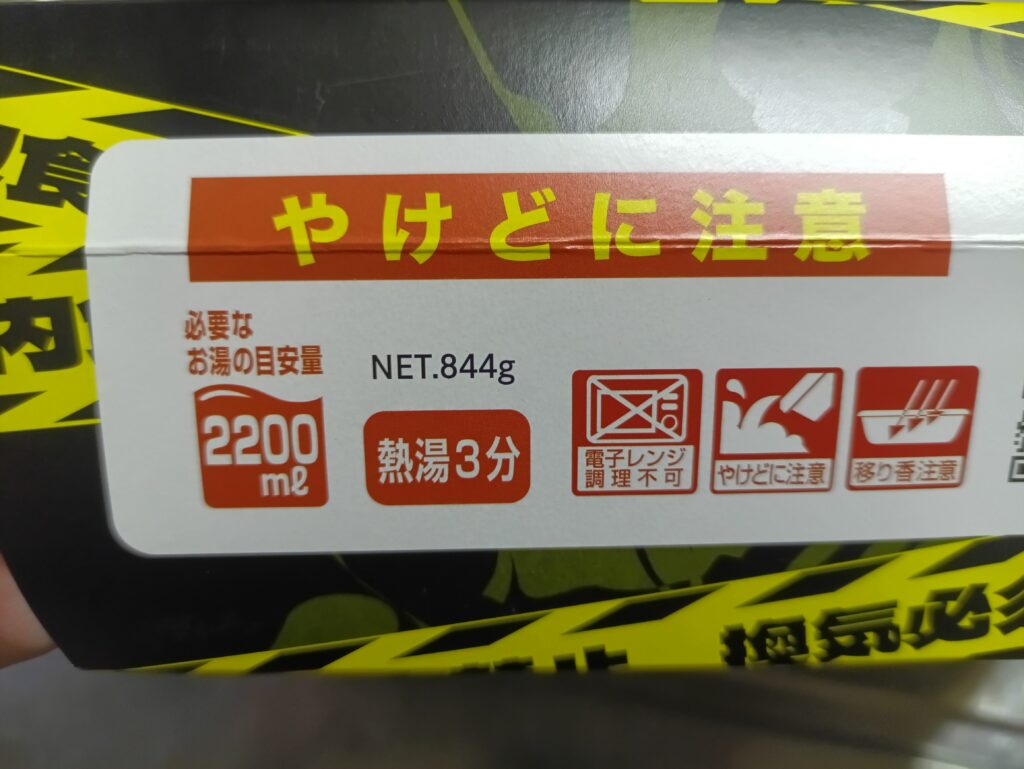 やけどに注意
必要な
お湯の目安量
2200
mℓ
NET.844g
熱湯3分
電子レンジ
調理不可
やけどに注意
移り香注意
食
内
換気必